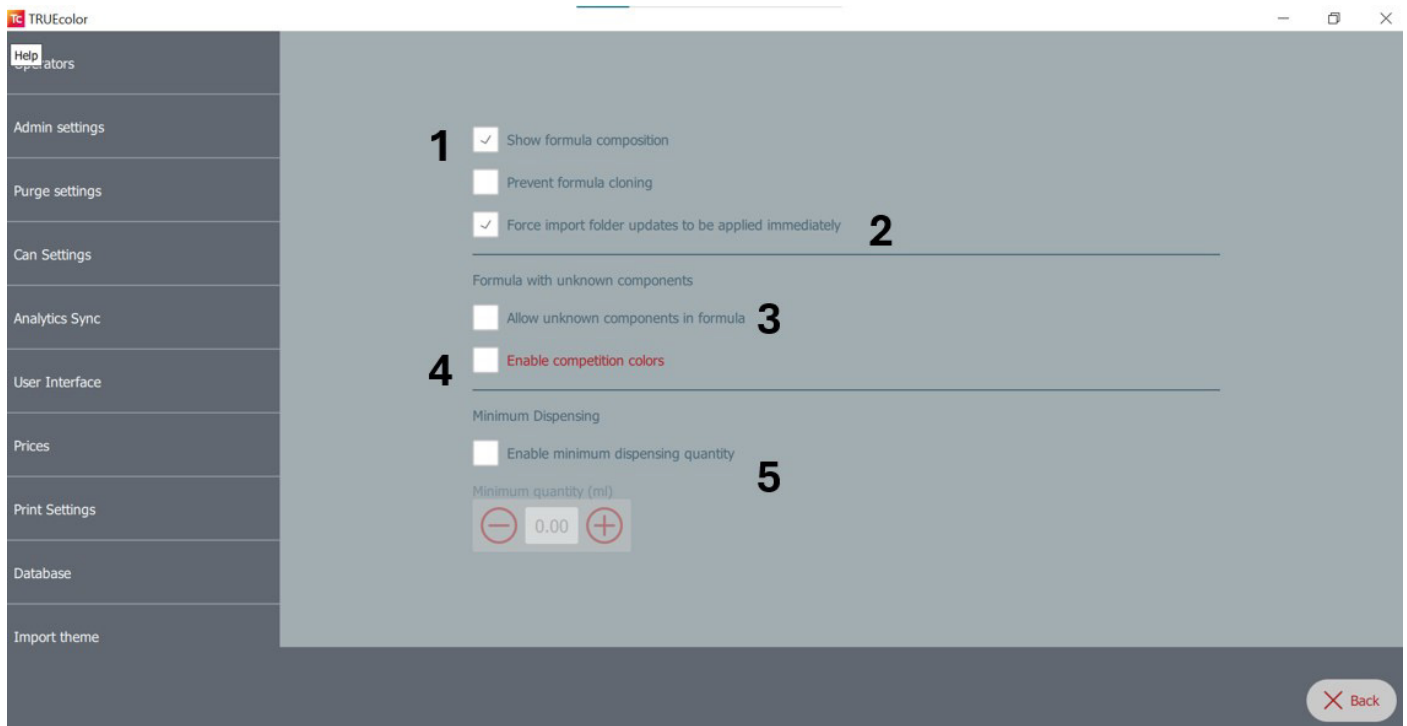 Tc TRUEcolor
Help
Operators
Admin settings
Purge settings
Can Settings
Analytics Sync
User Interface
Prices
Print Settings
Database
Import theme
1 Show formula composition
Prevent formula cloning
Force import folder updates to be applied immediately 2
Formula with unknown components
Allow unknown components in formula 3
4 Enable competition colors
Minimum Dispensing
Enable minimum dispensing quantity
5
Minimum quantity (ml)
0.00
Back